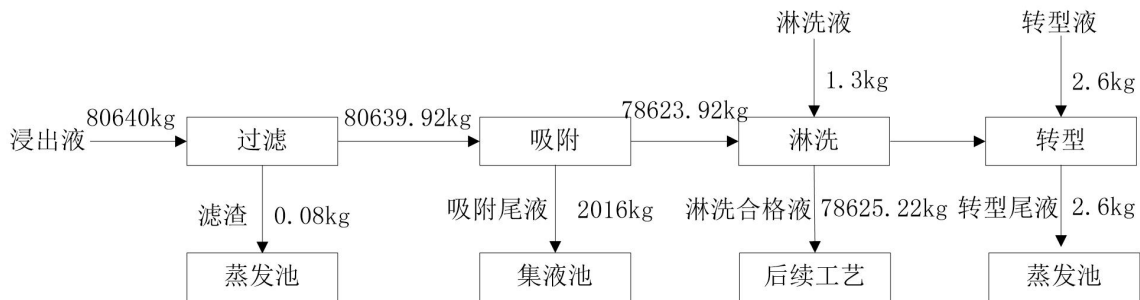 淋洗液 转型液
1.3kg 2.6kg
80640kg 80639.92kg 78623.92kg
浸出液 过滤 吸附 淋洗 转型
滤渣 0.08kg 吸附尾液 2016kg 淋洗合格液 78625.22kg 转型尾液 2.6kg
蒸发池 集液池 后续工艺 蒸发池